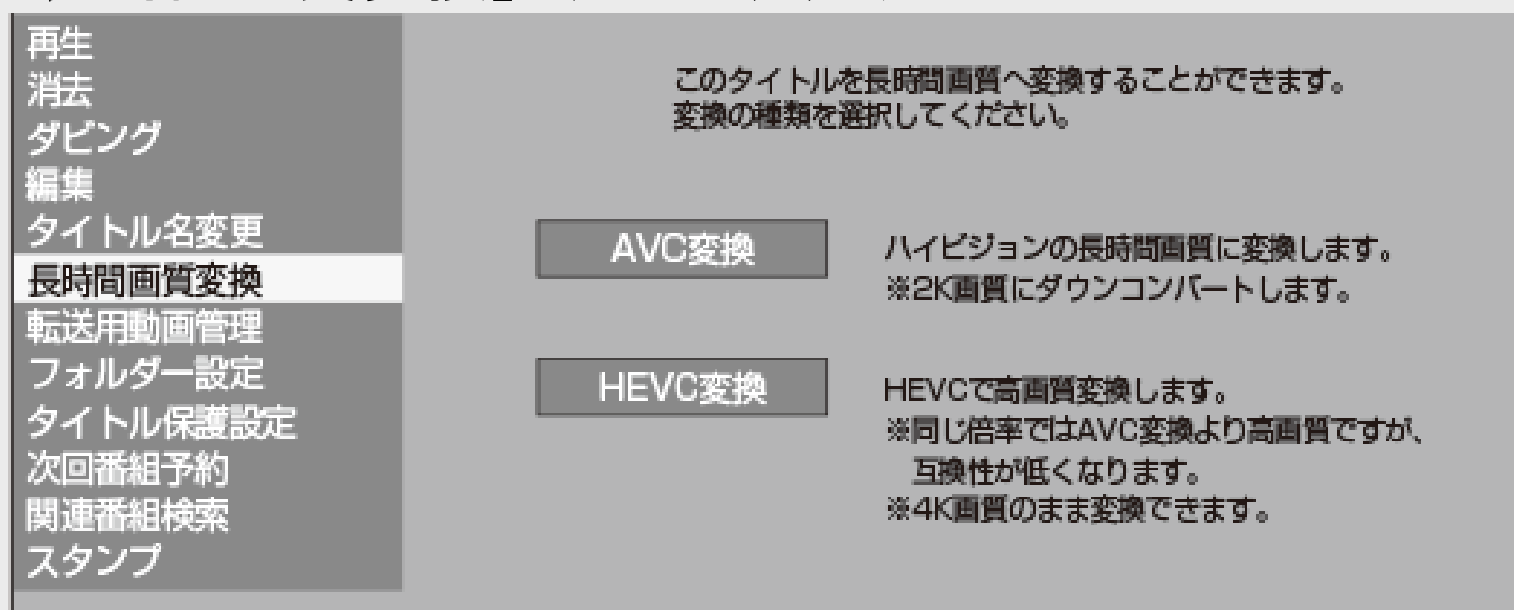 再生
消去
ダビング
編集
タイトル名変更
長時間画質変換
転送用動画管理
フォルダー設定
タイトル保護設定
次回番組予約
関連番組検索
スタンプ
このタイトルを長時間画質へ変換することができます。
変換の種類を選択してください。
AVC変換
ハイビジョンの長時間画質に変換します。
※2K画質にダウンコンバートします。
HEVC変換
HEVCで高画質変換します。
※同じ倍率ではAVC変換より高画質ですが、
互換性が低くなります。
※4K画質のまま変換できます。